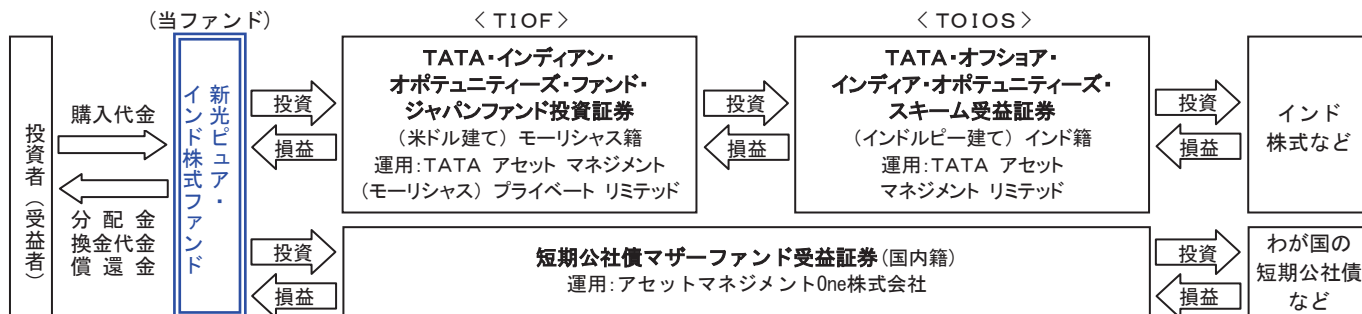 (当ファンド)
<TIOF>
<TOIOS>
投資者(受益者)
購入代金
分配金
換金代金
償還金
新光ピュア・
インド株式ファンド
投資
損益
TATA・インディアン・
オポテュニティーズ・ファンド・
ジャパンファンド投資証券
(米ドル建て) モーリシャス籍
運用:TATA アセット マネジメント
(モーリシャス) プライベート リミテッド
投資
損益
TATA・オフショア・
インディア・オポテュニティーズ・
スキーム受益証券
(インドルピー建て) インド籍
運用:TATA アセット
マネジメント リミテッド
投資
損益
インド
株式など
投資
損益
短期公社債マザーファンド受益証券(国内籍)
運用:アセットマネジメントOne株式会社
投資
損益
わが国の
短期公社債
など